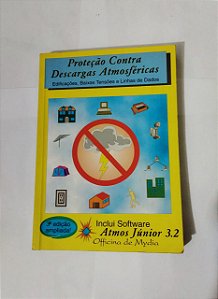 Proteção Contra
Descargas Atmosféricas
Edificações, Baixas Tensões e Linhas de Dados
3ª edição
ampliada
Inclui Software
Atmos Júnior 3.2
Officina de Mydia